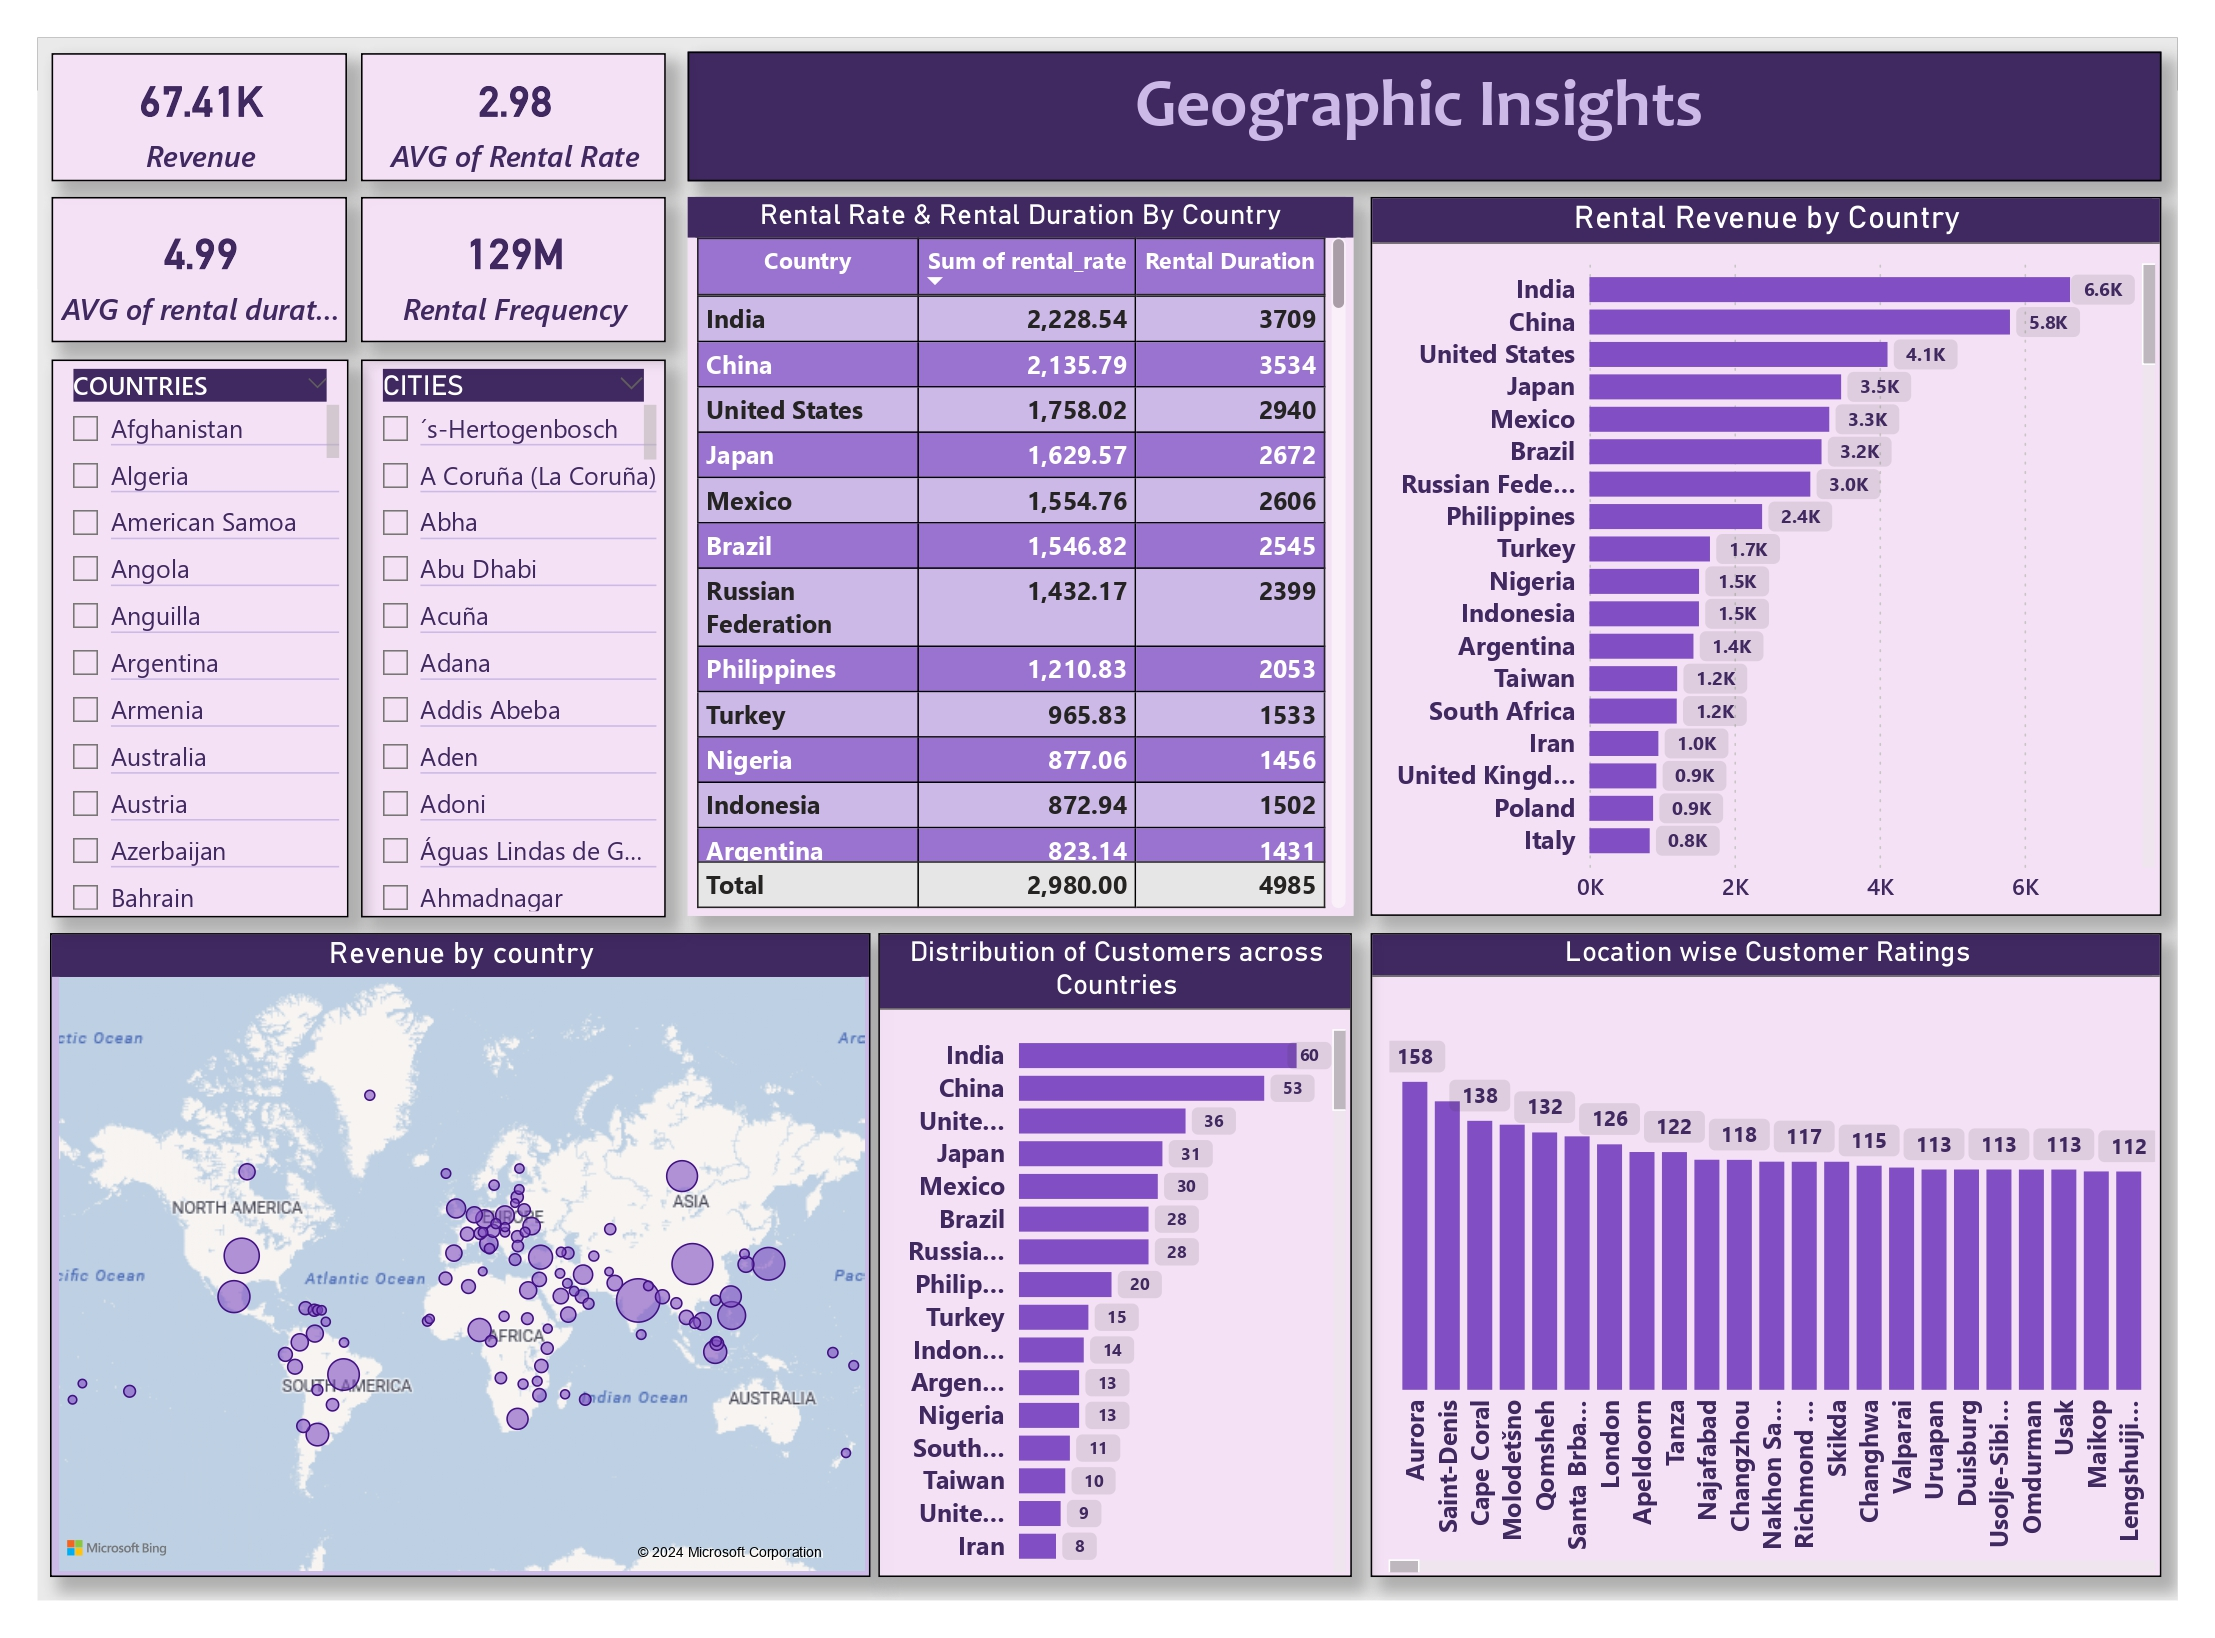 67.41K
Revenue
2.98
AVG of Rental Rate
Geographic Insights
4.99
AVG of rental durat...
129M
Rental Frequency
COUNTRIES
Afghanistan
Algeria
American Samoa
Angola
Anguilla
Argentina
Armenia
Australia
Austria
Azerbaijan
Bahrain
CITIES
´s-Hertogenbosch
A Coruña (La Coruña)
Abha
Abu Dhabi
Acuña
Adana
Addis Abeba
Aden
Adoni
Águas Lindas de G...
Ahmadnagar
Rental Rate & Rental Duration By Country
Country Sum of rental_rate Rental Duration
India 2,228.54 3709
China 2,135.79 3534
United States 1,758.02 2940
Japan 1,629.57 2672
Mexico 1,554.76 2606
Brazil 1,546.82 2545
Russian 1,432.17 2399
Federation
Philippines 1,210.83 2053
Turkey 965.83 1533
Nigeria 877.06 1456
Indonesia 872.94 1502
Argentina 823.14 1431
Total 2,980.00 4985
Rental Revenue by Country
India 6.6K
China 5.8K
United States 4.1K
Japan 3.5K
Mexico 3.3K
Brazil 3.2K
Russian Fede... 3.0K
Philippines 2.4K
Turkey 1.7K
Nigeria 1.5K
Indonesia 1.5K
Argentina 1.4K
Taiwan 1.2K
South Africa 1.2K
Iran 1.0K
United Kingd... 0.9K
Poland 0.9K
Italy 0.8K
0K 2K 4K 6K
Revenue by country
ctic Ocean
Arc
NORTH AMERICA
ASIA
EUROPE
cific Ocean
Atlantic Ocean
Pac
AFRICA
SOUTH AMERICA
Indian Ocean
AUSTRALIA
Microsoft Bing
© 2024 Microsoft Corporation
Distribution of Customers across
Countries
India 60
China 53
Unite... 36
Japan 31
Mexico 30
Brazil 28
Russia... 28
Philip... 20
Turkey 15
Indon... 14
Argen... 13
Nigeria 13
South... 11
Taiwan 10
Unite... 9
Iran 8
Location wise Customer Ratings
158 138 132 126 122 118 117 115 113 113 113 112
Aurora
Saint-Denis
Cape Coral
Molodetšno
Qomsheh
Santa Brba...
London
Apeldoorn
Tanza
Najafabad
Changzhou
Nakhon Sa...
Richmond ...
Skikda
Changhwa
Valparai
Uruapan
Duisburg
Usolje-Sibi...
Omdurman
Usak
Maikop
Lengshuiji...